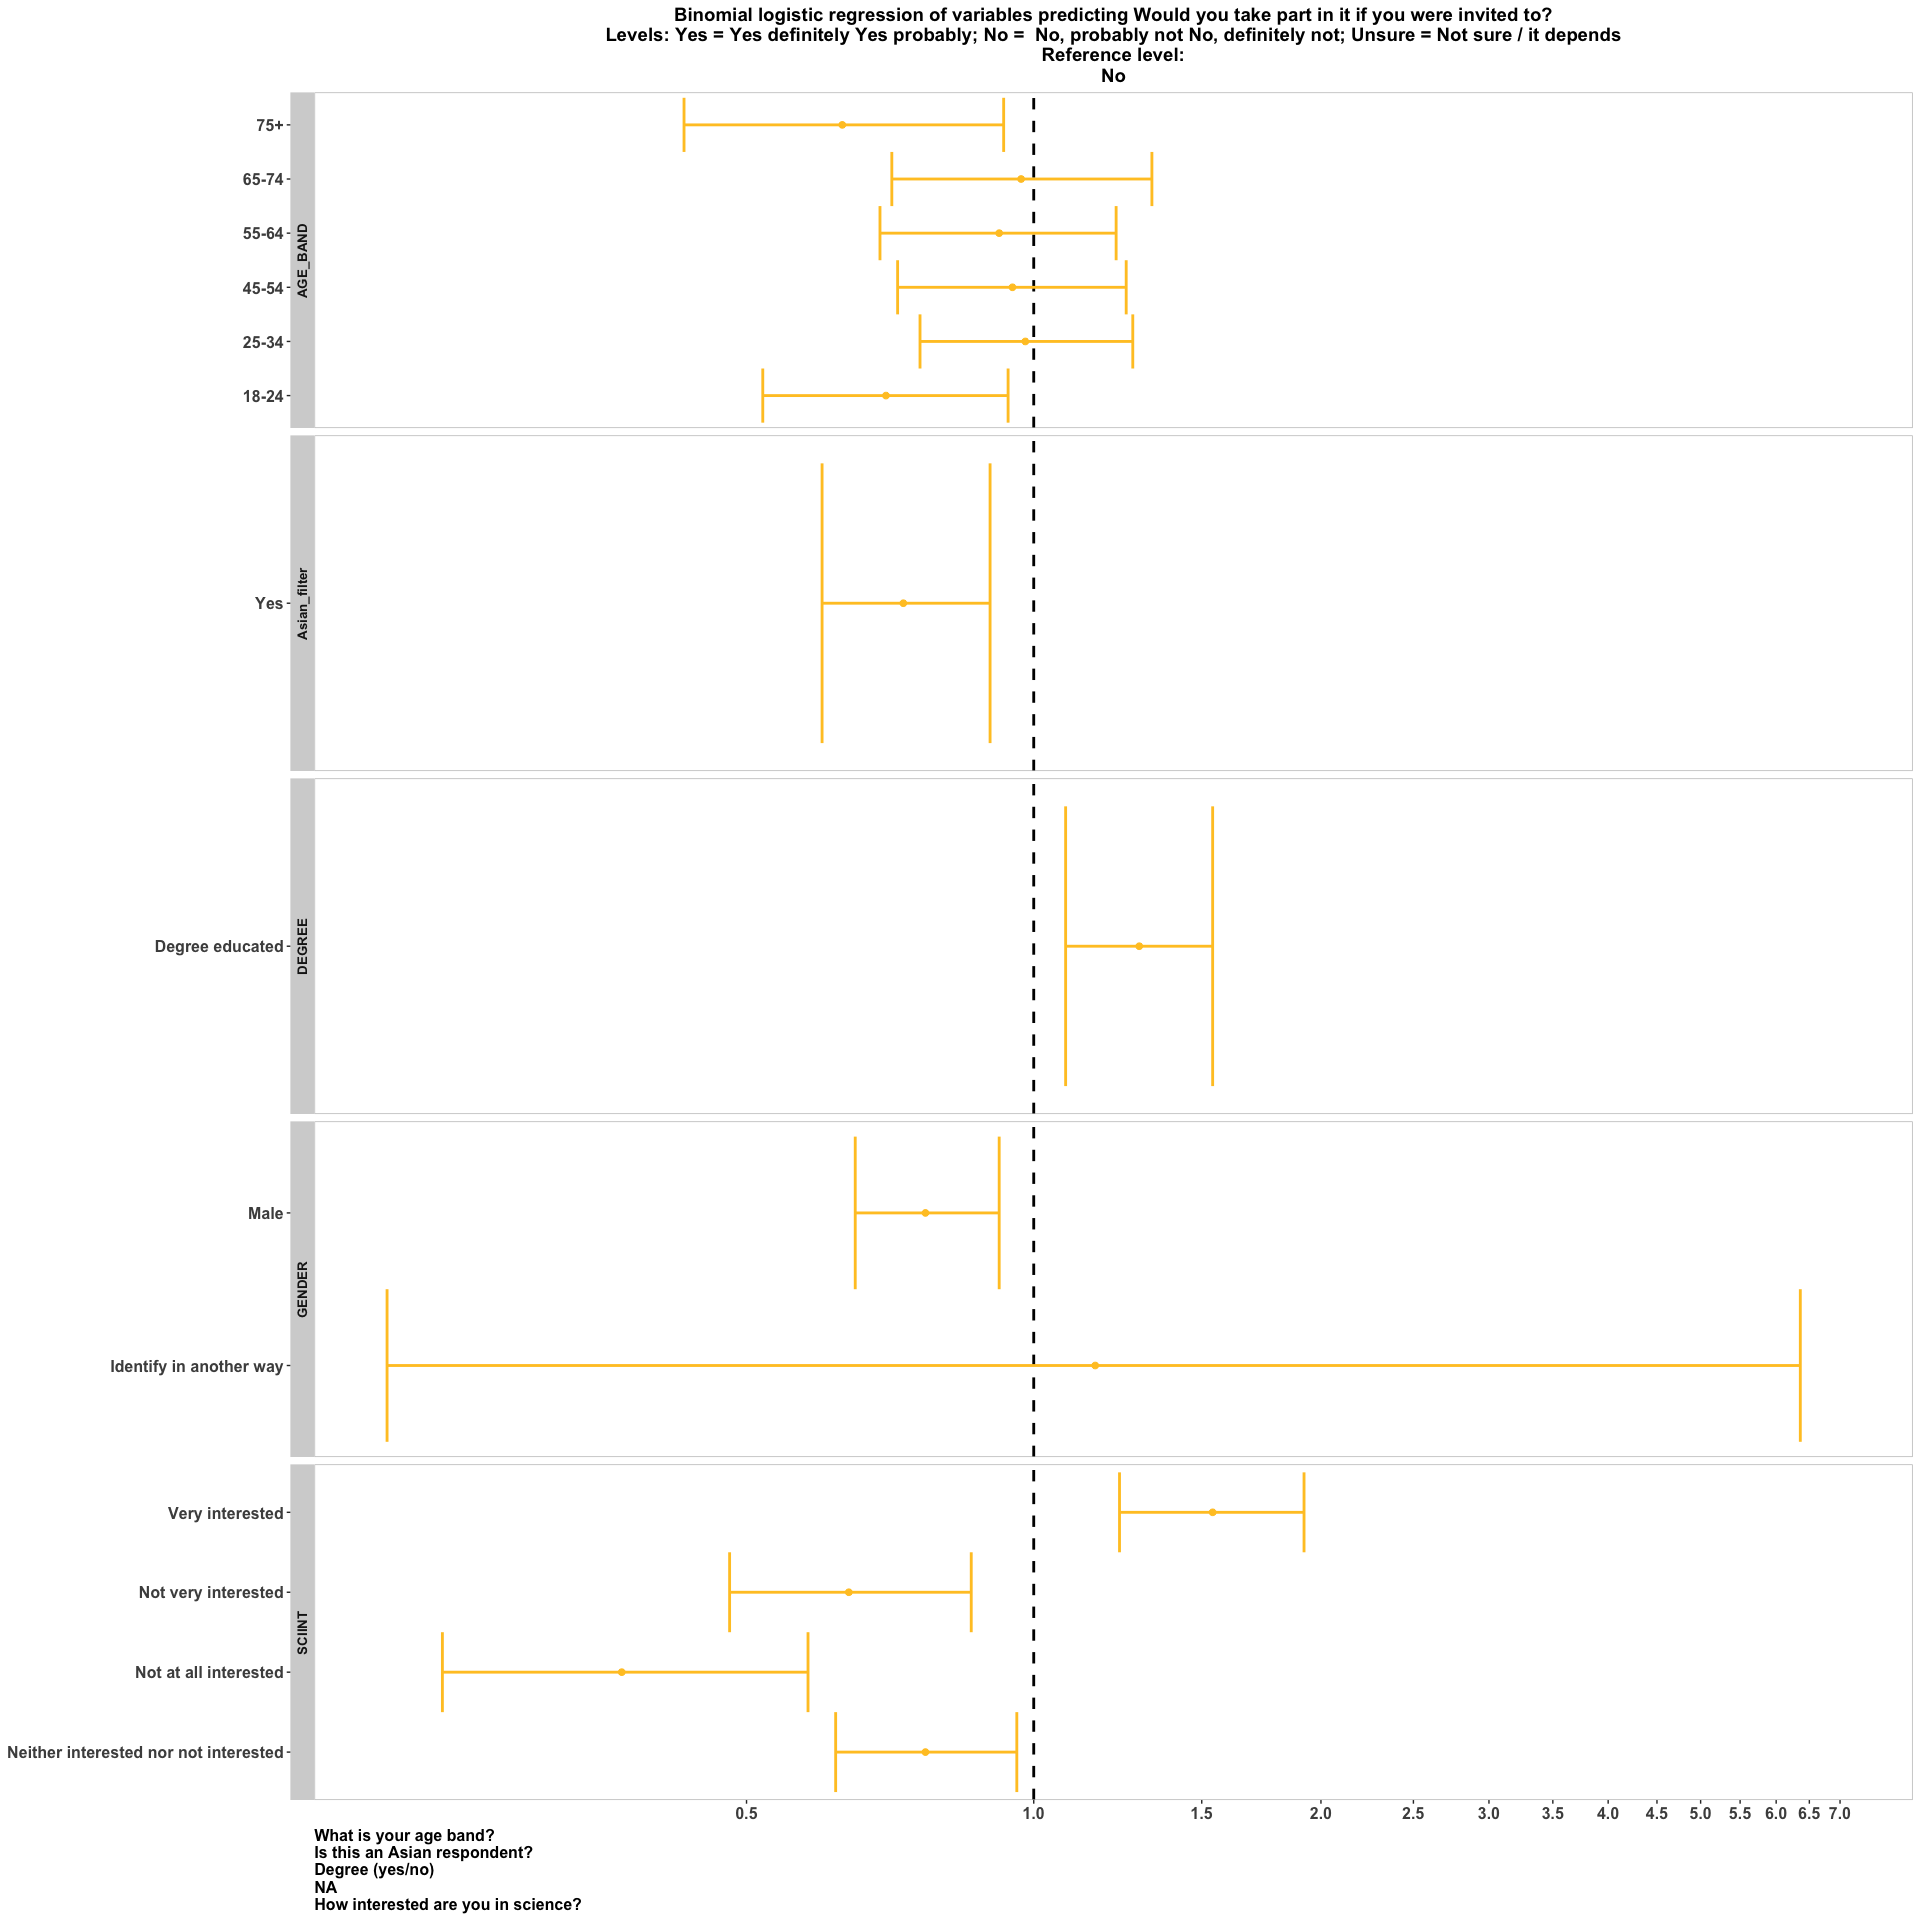 Binomial logistic regression of variables predicting Would you take part in it if you were invited to?
Levels: Yes = Yes definitely Yes probably; No =  No, probably not No, definitely not; Unsure = Not sure / it depends
Reference level:
No
AGE_BAND
75+
65-74
55-64
45-54
25-34
18-24
Asian_filter
Yes
DEGREE
Degree educated
GENDER
Male
Identify in another way
SCIINT
Very interested
Not very interested
Not at all interested
Neither interested nor not interested
0.5 1.0 1.5 2.0 2.5 3.0 3.5 4.0 4.5 5.0 5.5 6.0 6.5 7.0
What is your age band?
Is this an Asian respondent?
Degree (yes/no)
NA
How interested are you in science?